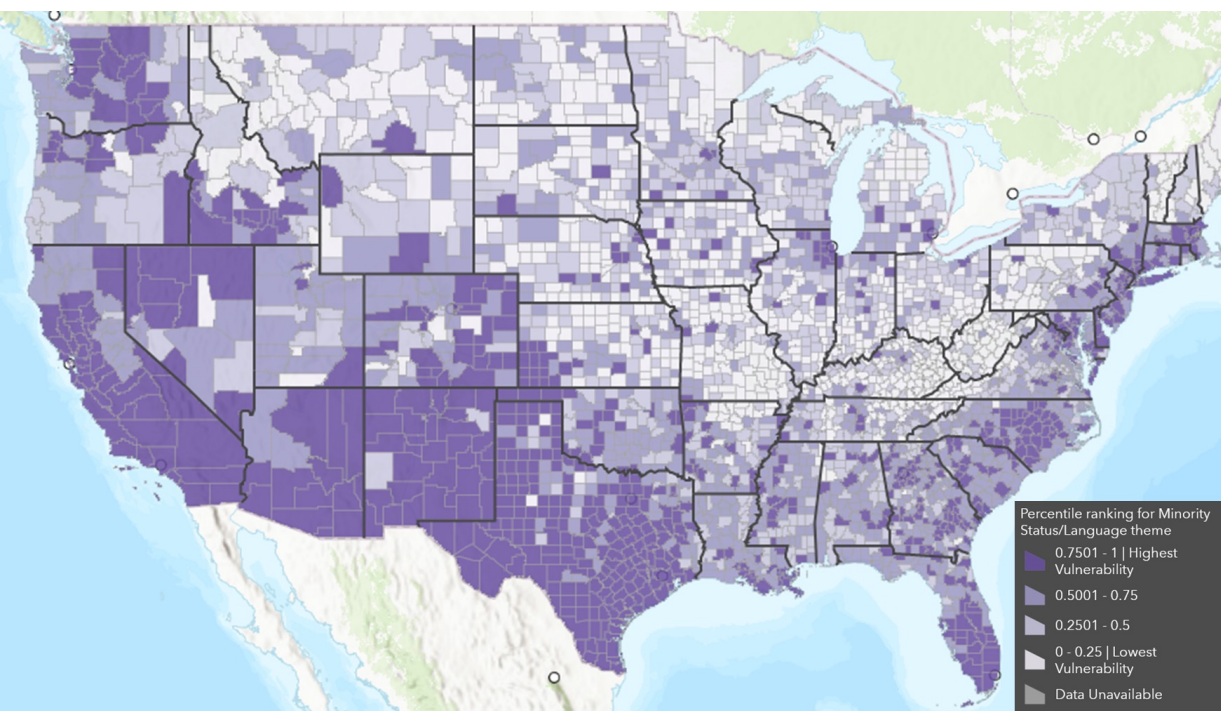 Percentile ranking for Minority
Status/Language theme
0.7501 - 1 | Highest
Vulnerability
0.5001 - 0.75
0.2501 - 0.5
0 - 0.25 | Lowest
Vulnerability
Data Unavailable